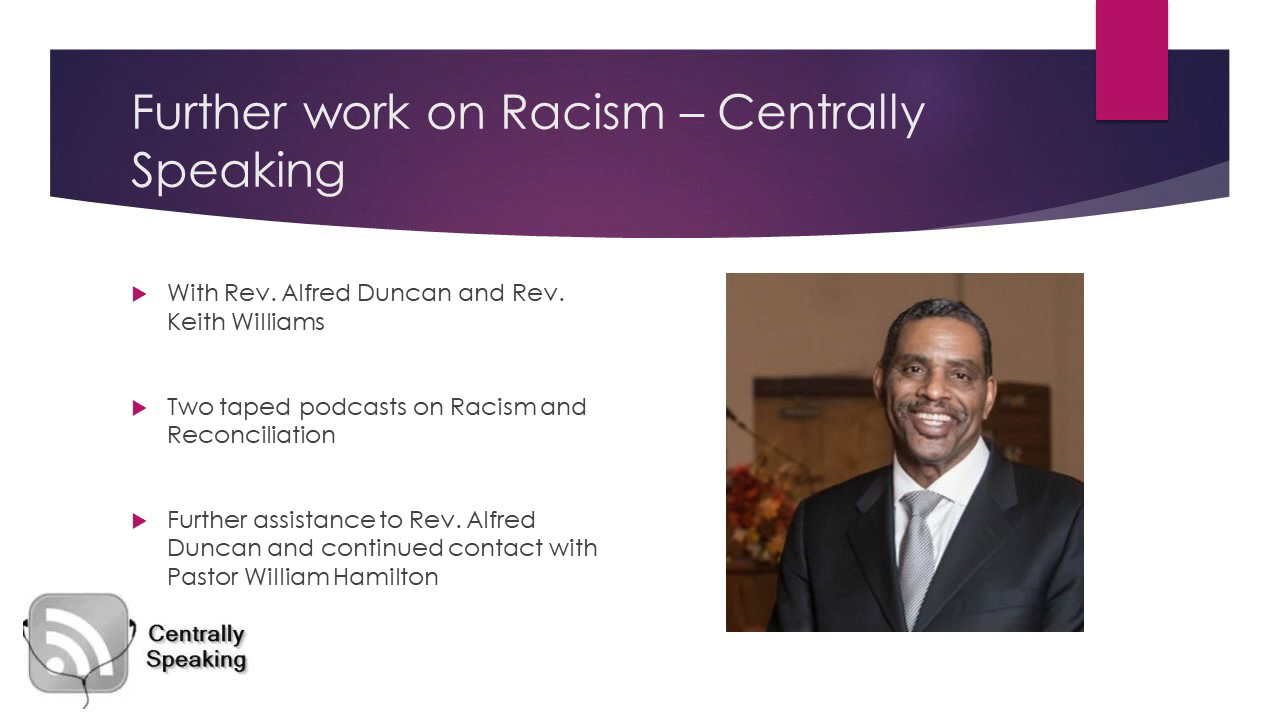 Further work on Racism – Centrally
Speaking
With Rev. Alfred Duncan and Rev.
Keith Williams
Two taped podcasts on Racism and
Reconciliation
Further assistance to Rev. Alfred
Duncan and continued contact with
Pastor William Hamilton
Centrally
Speaking